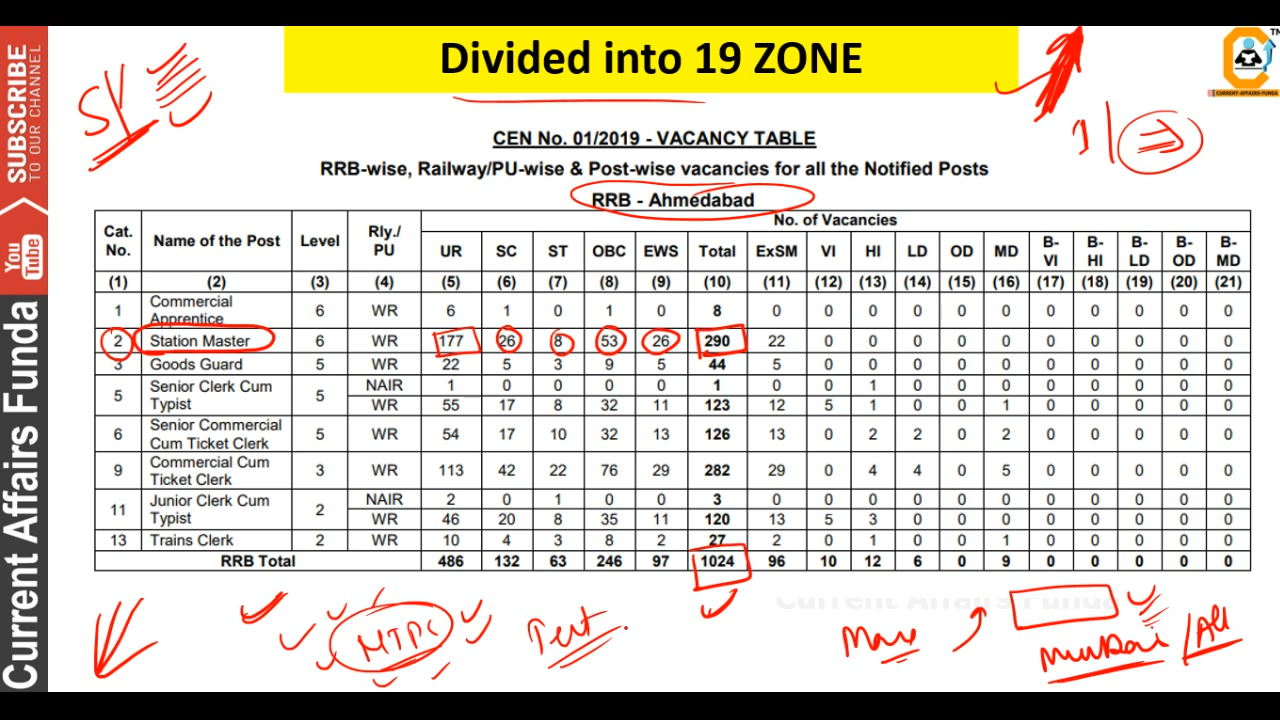 Divided into 19 ZONE
TM
CURRENT-AFFAIRS-FUNDA
SUBSCRIBE
TO OUR CHANNEL
You
Tube
Current Affairs Funda
CEN No. 01/2019 - VACANCY TABLE
RRB-wise, Railway/PU-wise & Post-wise vacancies for all the Notified Posts
RRB - Ahmedabad
Cat. No. Name of the Post Level Rly./ PU No. of Vacancies
UR SC ST OBC EWS Total ExSM VI HI LD OD MD B-VI B-HI B-LD B-OD B-MD
(1) (2) (3) (4) (5) (6) (7) (8) (9) (10) (11) (12) (13) (14) (15) (16) (17) (18) (19) (20) (21)
1 Commercial Apprentice 6 WR 6 1 0 1 0 8 0 0 0 0 0 0 0 0 0 0 0
2 Station Master 6 WR 177 26 8 53 26 290 22 0 0 0 0 0 0 0 0 0 0
3 Goods Guard 5 WR 22 5 3 9 5 44 5 0 0 0 0 0 0 0 0 0 0
5 Senior Clerk Cum Typist 5 NAIR 1 0 0 0 0 1 0 0 1 0 0 0 0 0 0 0 0
WR 55 17 8 32 11 123 12 5 1 0 0 1 0 0 0 0 0
6 Senior Commercial Cum Ticket Clerk 5 WR 54 17 10 32 13 126 13 0 2 2 0 2 0 0 0 0 0
9 Commercial Cum Ticket Clerk 3 WR 113 42 22 76 29 282 29 0 4 4 0 5 0 0 0 0 0
11 Junior Clerk Cum Typist 2 NAIR 2 0 1 0 0 3 0 0 0 0 0 0 0 0 0 0 0
WR 46 20 8 35 11 120 13 5 3 0 0 0 0 0 0 0 0
13 Trains Clerk 2 WR 10 4 3 8 2 27 2 0 1 0 0 1 0 0 0 0 0
RRB Total 486 132 63 246 97 1024 96 10 12 6 0 9 0 0 0 0 0
Current Affairs Funda
NTPC
Test
Mumbai